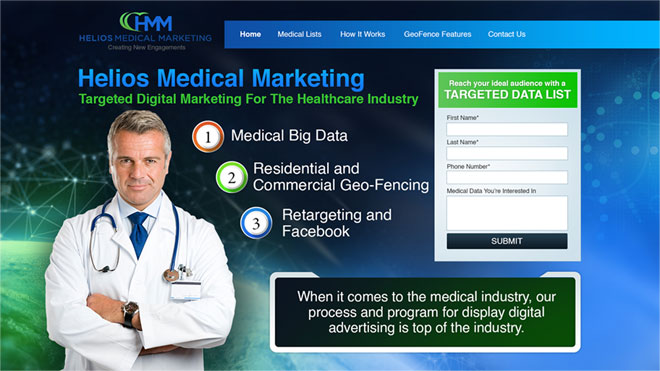 HMM
HELIOS MEDICAL MARKETING
Creating New Engagements
Home Medical Lists How It Works GeoFence Features Contact Us
Helios Medical Marketing
Targeted Digital Marketing For The Healthcare Industry
1 Medical Big Data
2 Residential and
Commercial Geo-Fencing
3 Retargeting and
Facebook
Reach your ideal audience with a
TARGETED DATA LIST
First Name*
Last Name*
Phone Number*
Medical Data You're Interested In
SUBMIT
When it comes to the medical industry, our
process and program for display digital
advertising is top of the industry.